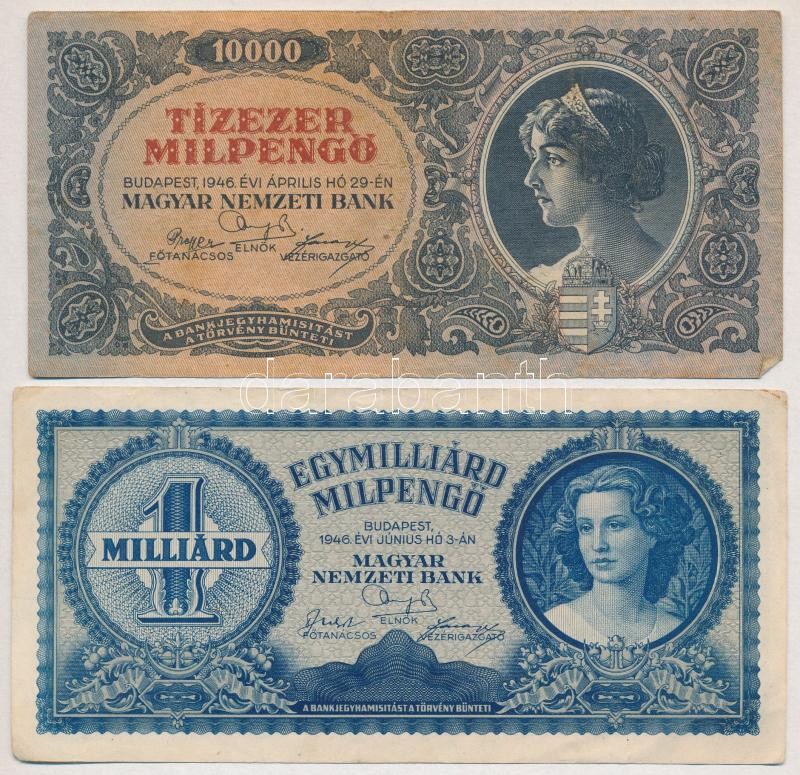 10000
TÍZEZER
MILPENGŐ
BUDAPEST, 1946. ÉVI ÁPRILIS HÓ 29-ÉN
MAGYAR NEMZETI BANK
ELNÖK
FŐTANÁCSOS VEZÉRIGAZGATÓ
A BANKJEGYHAMISITÁST
A TÖRVÉNY BÜNTETI
darabanth
1
MILLIÁRD
EGYMILLIÁRD
MILPENGŐ
BUDAPEST,
1946. ÉVI JÚNIUS HÓ 3-ÁN
MAGYAR
NEMZETI BANK
ELNÖK
FŐTANÁCSOS VEZÉRIGAZGATÓ
A BANKJEGYHAMISITÁST A TÖRVÉNY BÜNTETI